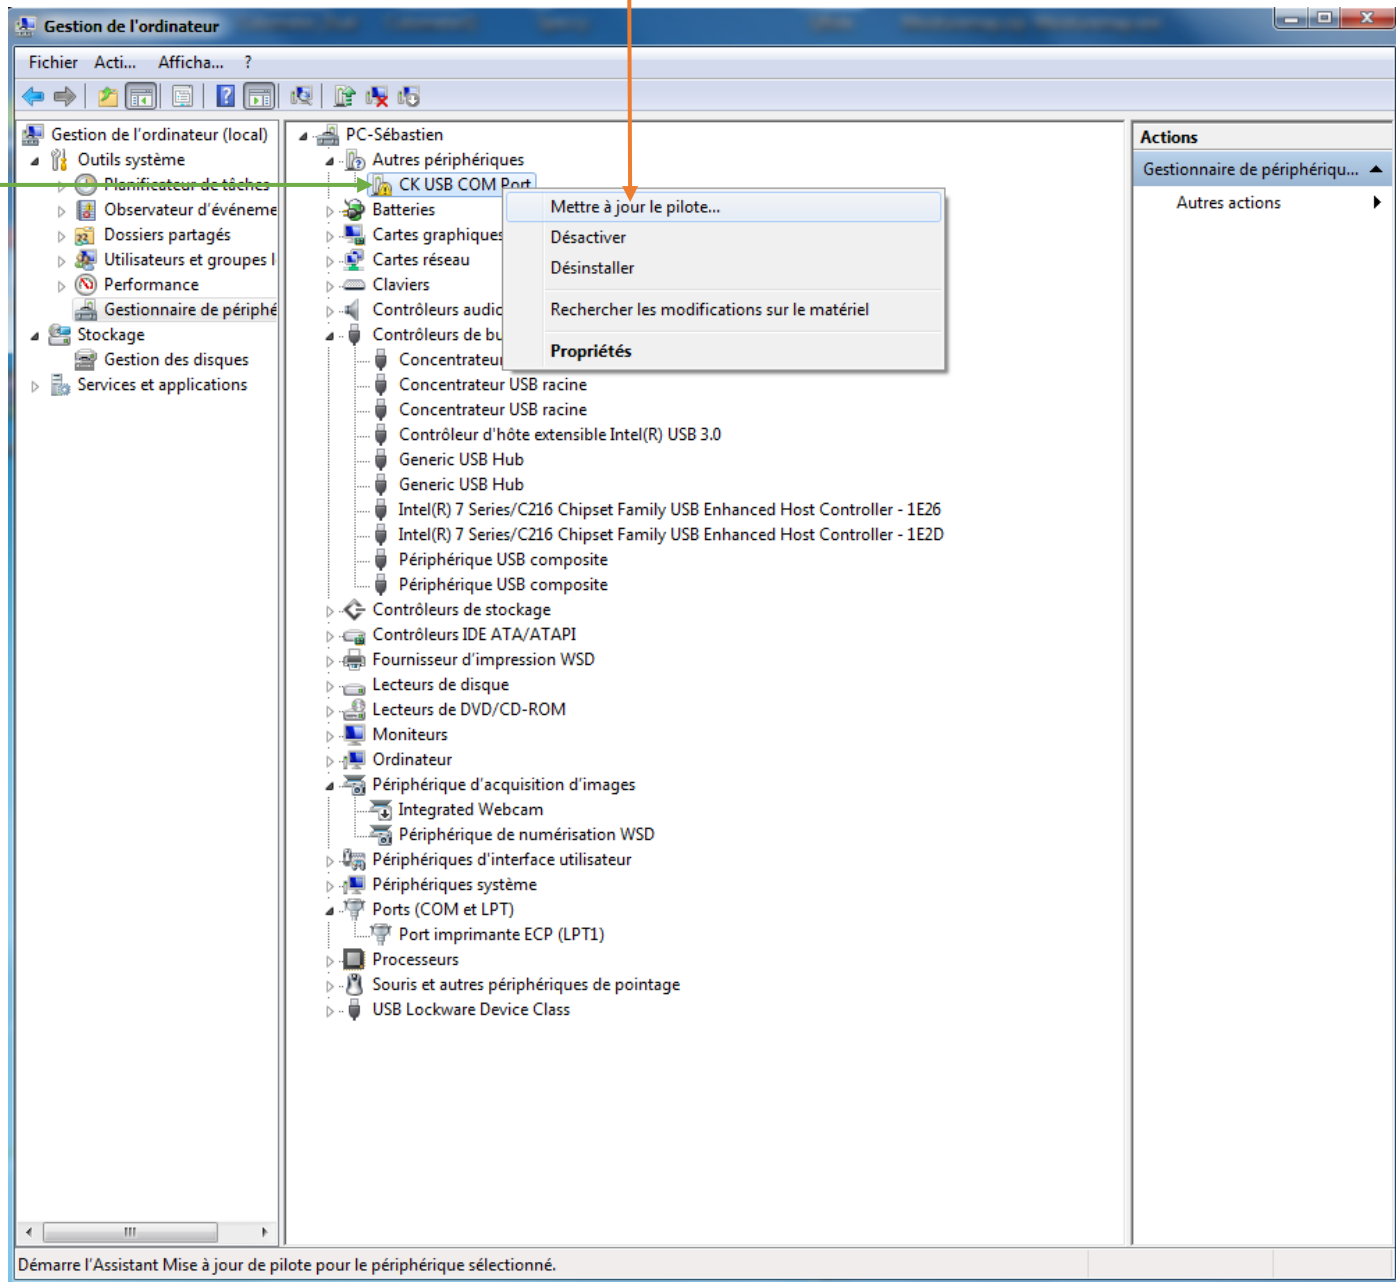 Gestion de l'ordinateur
Fichier Acti... Afficha... ?
Gestion de l'ordinateur (local)
Outils système
Planificateur de tâches
Observateur d'événeme
Dossiers partagés
Utilisateurs et groupes l
Performance
Gestionnaire de périphé
Stockage
Gestion des disques
Services et applications
PC-Sébastien
Autres périphériques
CK USB COM Port
Batteries
Cartes graphiques
Cartes réseau
Claviers
Contrôleurs audio
Contrôleurs de bu
Concentrateur
Concentrateur USB racine
Concentrateur USB racine
Contrôleur d'hôte extensible Intel(R) USB 3.0
Generic USB Hub
Generic USB Hub
Intel(R) 7 Series/C216 Chipset Family USB Enhanced Host Controller - 1E26
Intel(R) 7 Series/C216 Chipset Family USB Enhanced Host Controller - 1E2D
Périphérique USB composite
Périphérique USB composite
Contrôleurs de stockage
Contrôleurs IDE ATA/ATAPI
Fournisseur d'impression WSD
Lecteurs de disque
Lecteurs de DVD/CD-ROM
Moniteurs
Ordinateur
Périphérique d'acquisition d'images
Integrated Webcam
Périphérique de numérisation WSD
Périphériques d'interface utilisateur
Périphériques système
Ports (COM et LPT)
Port imprimante ECP (LPT1)
Processeurs
Souris et autres périphériques de pointage
USB Lockware Device Class
Mettre à jour le pilote...
Désactiver
Désinstaller
Rechercher les modifications sur le matériel
Propriétés
Actions
Gestionnaire de périphériqu...
Autres actions
Démarre l'Assistant Mise à jour de pilote pour le périphérique sélectionné.